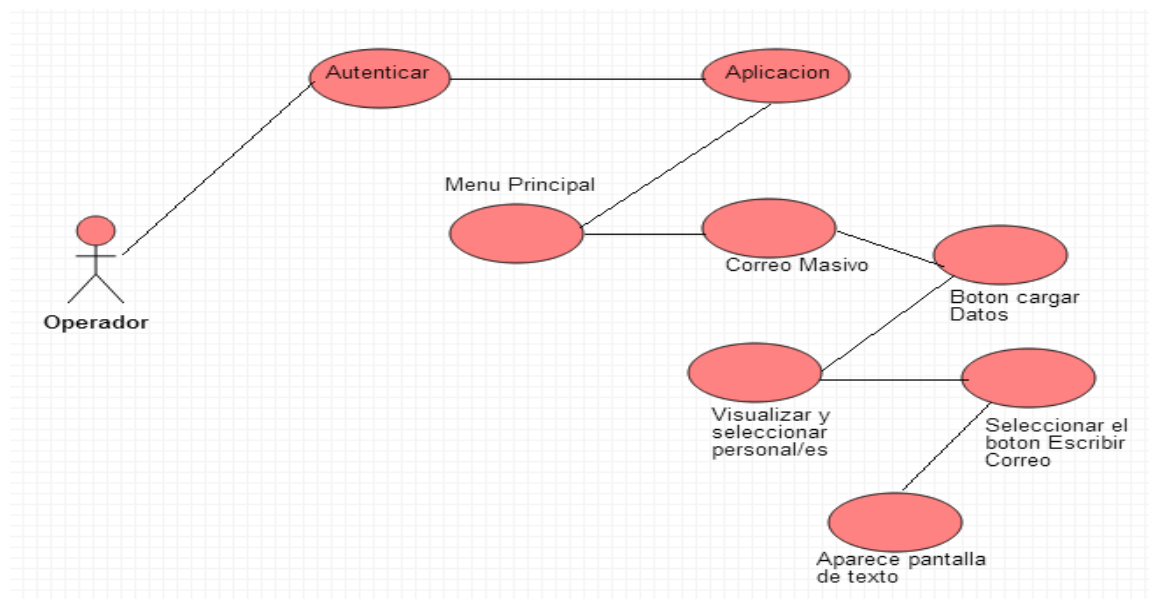 Autenticar
Aplicacion
Menu Principal
Correo Masivo
Boton cargar
Datos
Operador
Visualizar y
seleccionar
personal/es
Seleccionar el
boton Escribir
Correo
Aparece pantalla
de texto